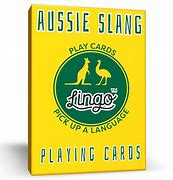 AUSSIE SLANG
PLAY CARDS
Lingo
PICK UP A LANGUAGE
PLAYING CARDS